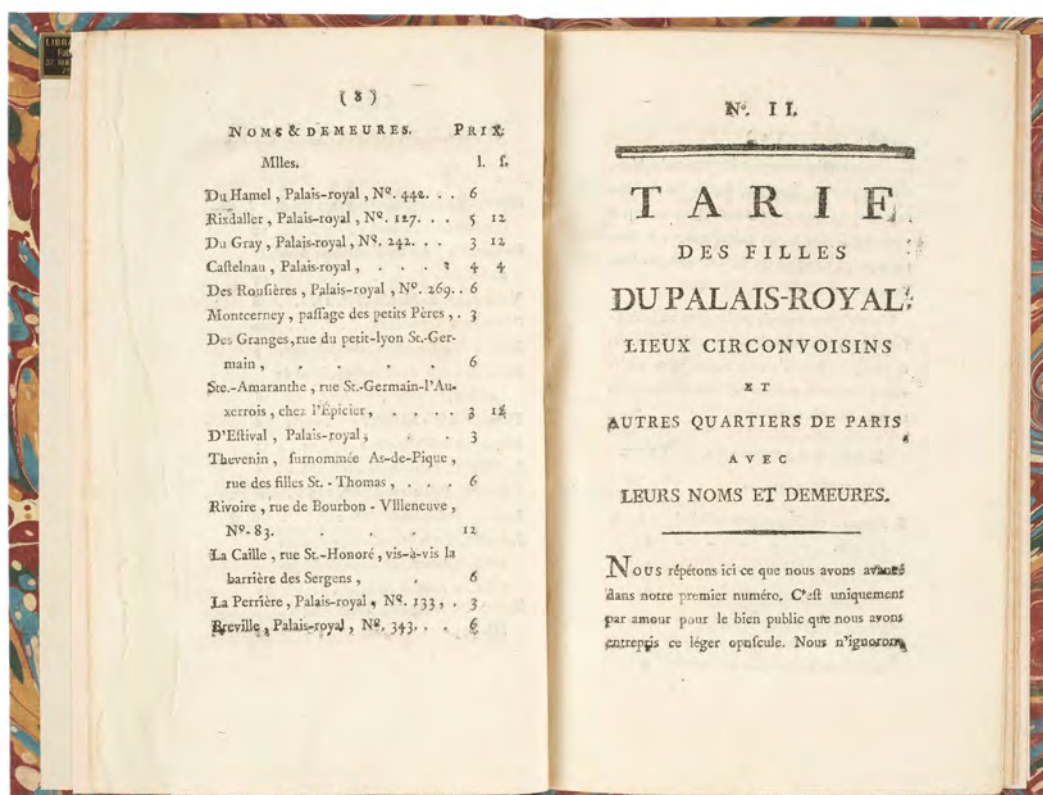 LIBRA
( 8 )
NOMS & DEMEURES. PRIX.
Mlles. l. ſ.
Du Hamel , Palais-royal , Nº. 442. . . 6
Rixdaller , Palais-royal , Nº. 127. . . 5 12
Du Gray , Palais-royal , Nº. 242. . . 3 12
Caſtelnau , Palais-royal , . . . . 4 4
Des Rouſières , Palais-royal , Nº. 269. . 6
Montcerney , paſſage des petits Pères , . 3
Des Granges, rue du petit-lyon St.-Ger-
main , . . . . 6
Ste.-Amaranthe , rue St.-Germain-l'Au-
xerrois , chez l'Épicier , . . . . 3 12
D'Eſtival , Palais-royal , . . 3
Thevenin , ſurnommée As-de-Pique ,
rue des filles St. - Thomas , . . . 6
Rivoire , rue de Bourbon - Villeneuve ,
Nº. 83. . . . 12
La Caille , rue St.-Honoré , vis-à-vis la
barrière des Sergens , . 6
La Perrière , Palais-royal , Nº. 133 , . 3
Breville , Palais-royal , Nº. 343. . . 6
Nº. II.
TARIF
DES FILLES
DU PALAIS-ROYAL
LIEUX CIRCONVOISINS
ET
AUTRES QUARTIERS DE PARIS
AVEC
LEURS NOMS ET DEMEURES.
NOUS répétons ici ce que nous avons avancé
dans notre premier numéro. C'eſt uniquement
par amour pour le bien public que nous avons
entrepris ce léger opuſcule. Nous n'ignorons